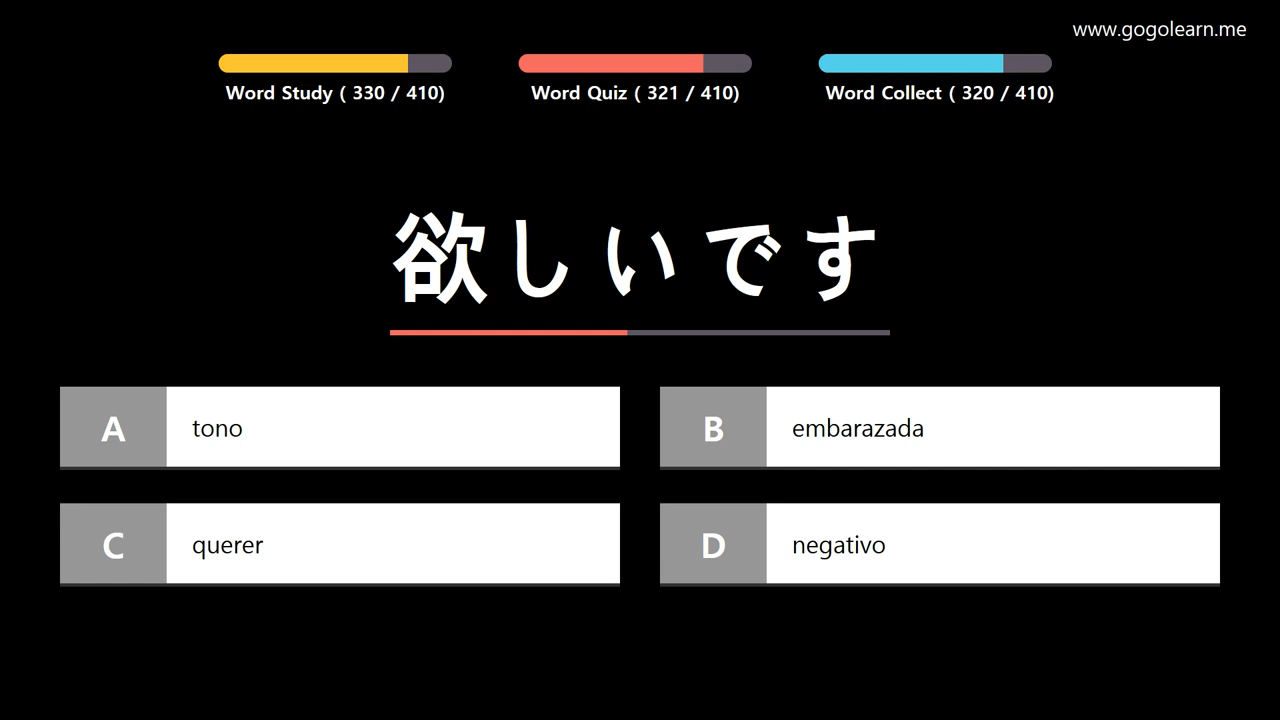 www.gogolearn.me
Word Study ( 330 / 410)
Word Quiz ( 321 / 410)
Word Collect ( 320 / 410)
欲しいです
A tono
B embarazada
C querer
D negativo